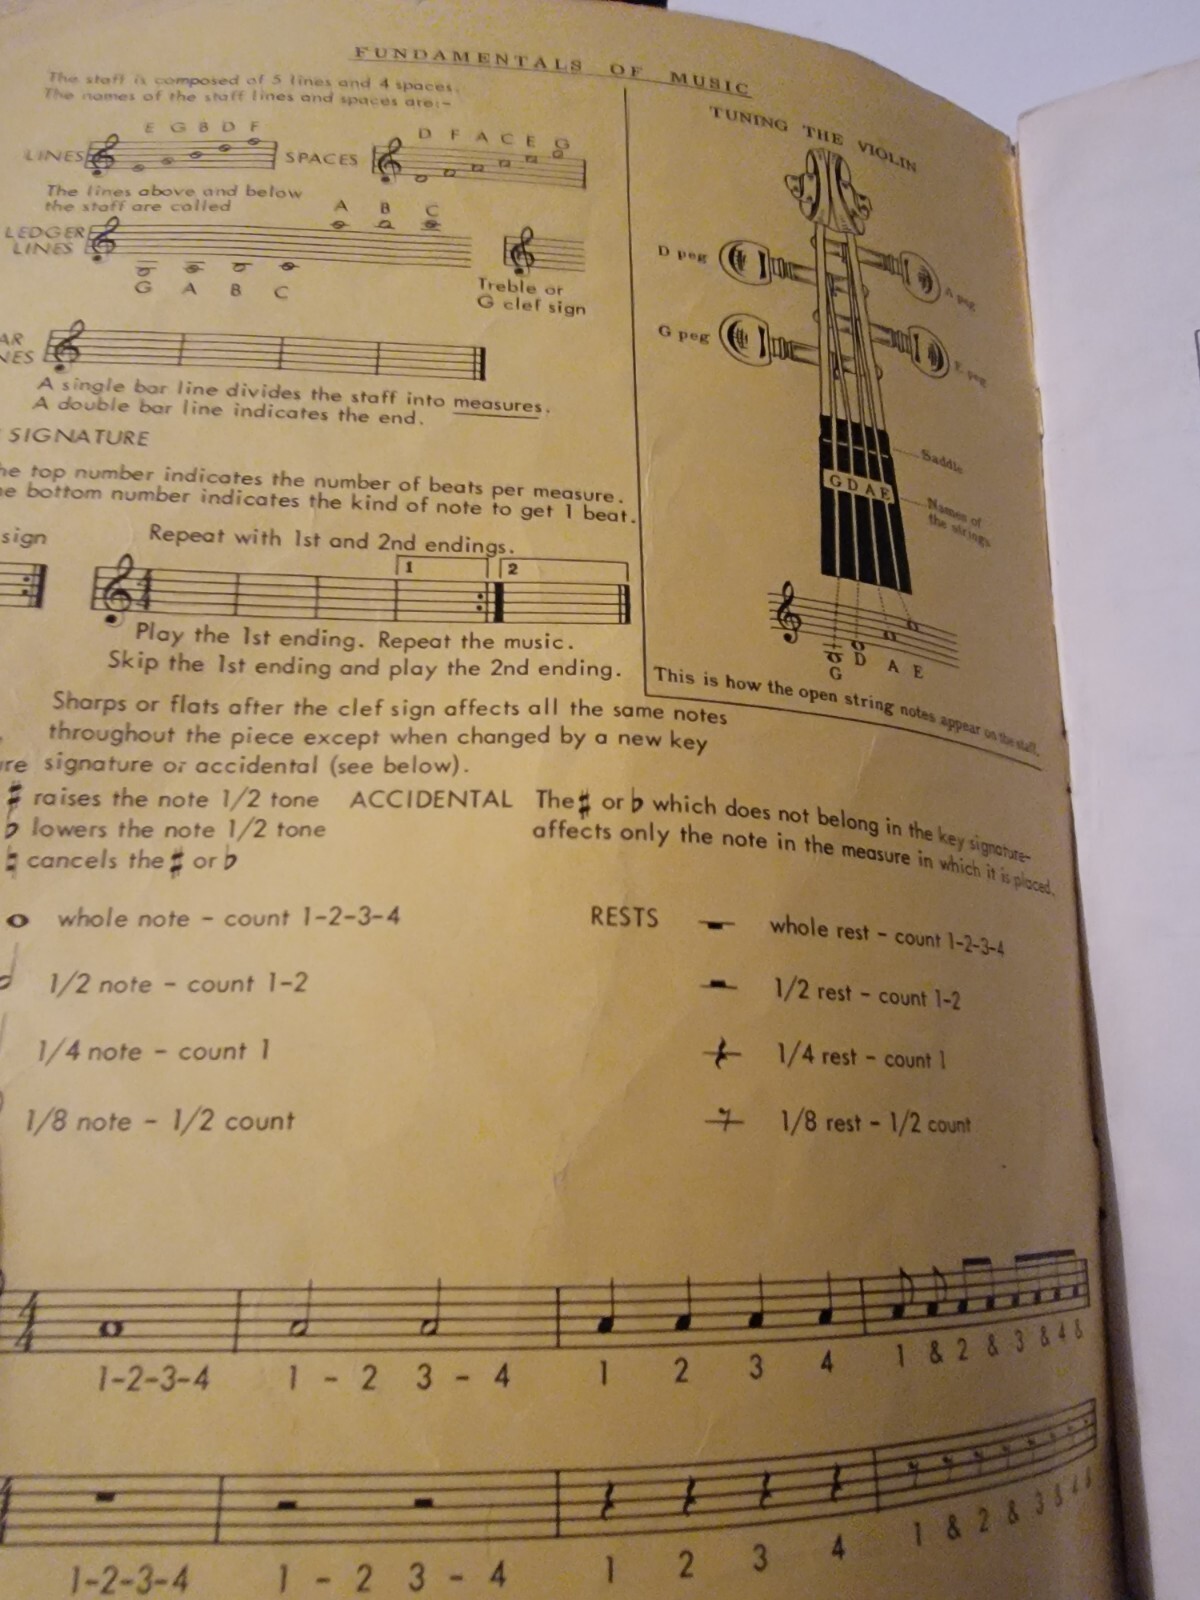 FUNDAMENTALS OF MUSIC
The staff is composed of 5 lines and 4 spaces.
The names of the staff lines and spaces are:-
E G B D F
LINES
D F A C E G
SPACES
The lines above and below
the staff are called
A B C
LEDGER
LINES
G A B C
Treble or
G clef sign
AR
NES
A single bar line divides the staff into measures.
A double bar line indicates the end.
SIGNATURE
he top number indicates the number of beats per measure.
he bottom number indicates the kind of note to get 1 beat.
sign
Repeat with 1st and 2nd endings.
1 2
Play the 1st ending. Repeat the music.
Skip the 1st ending and play the 2nd ending.
TUNING THE VIOLIN
D peg
A peg
G peg
E peg
Saddle
G D A E
Names of
the strings
G D A E
This is how the open string notes appear on the staff.
Sharps or flats after the clef sign affects all the same notes
throughout the piece except when changed by a new key
ure signature or accidental (see below).
♯ raises the note 1/2 tone
♭ lowers the note 1/2 tone
♮ cancels the ♯ or ♭
ACCIDENTAL The ♯ or ♭ which does not belong in the key signature-
affects only the note in the measure in which it is placed.
whole note - count 1-2-3-4
1/2 note - count 1-2
1/4 note - count 1
1/8 note - 1/2 count
RESTS
whole rest - count 1-2-3-4
1/2 rest - count 1-2
1/4 rest - count 1
1/8 rest - 1/2 count
4
4
1-2-3-4 1 - 2 3 - 4 1 2 3 4 1 & 2 & 3 & 4 &
1-2-3-4 1 - 2 3 - 4 1 2 3 4 1 & 2 & 3 & 4 &